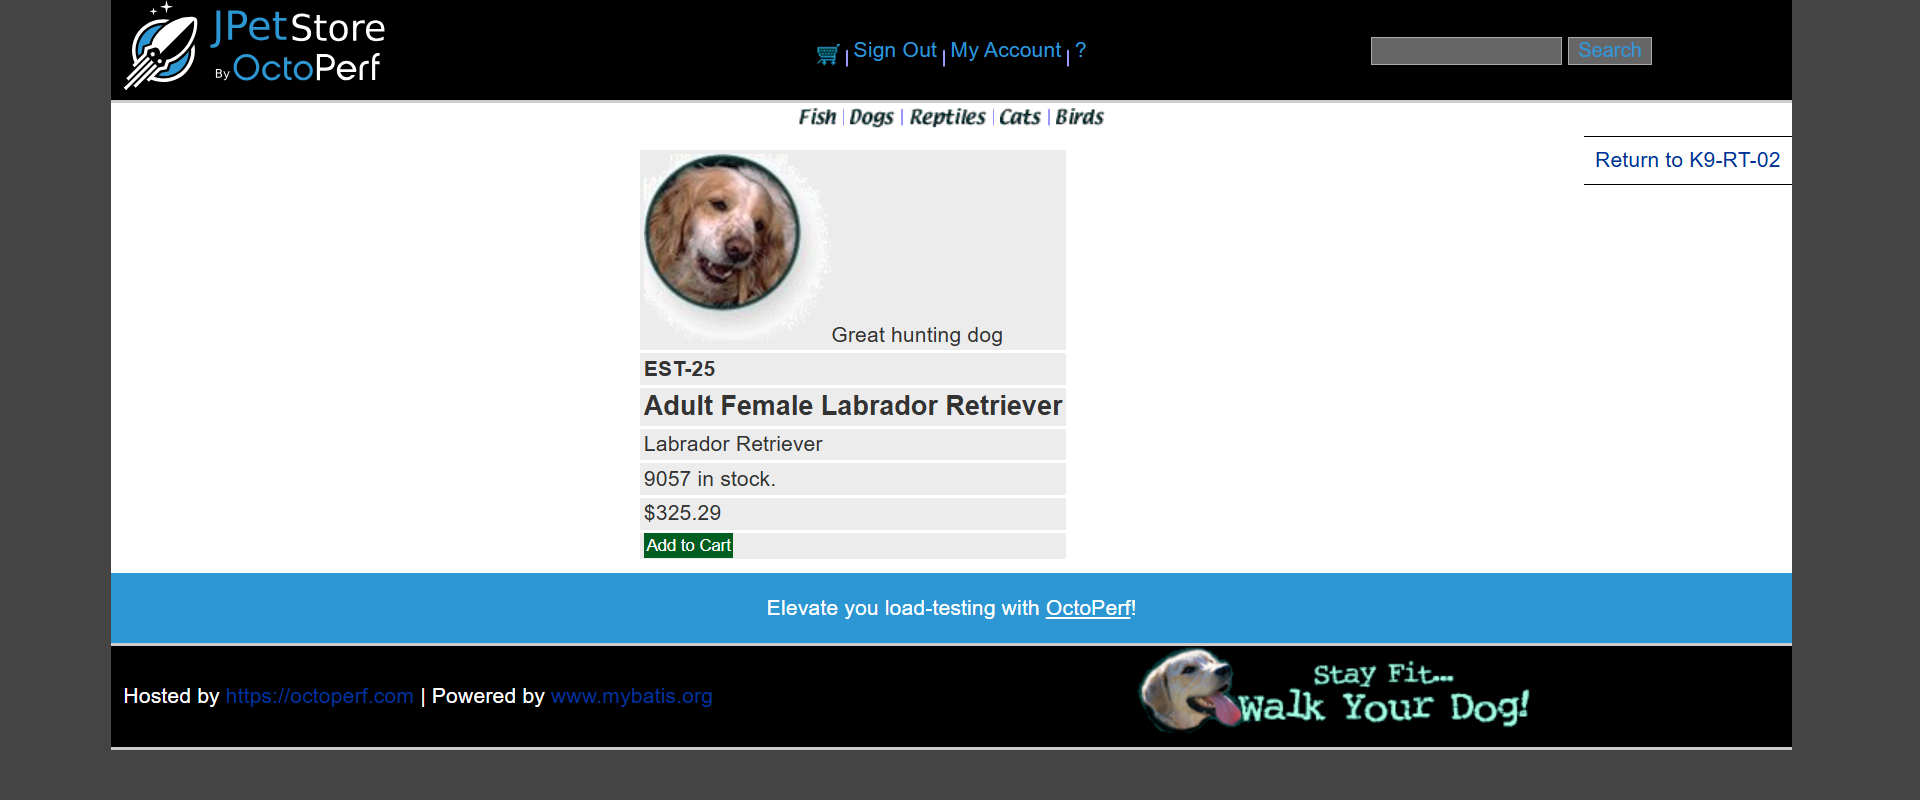 JPetStore
By OctoPerf
Sign Out | My Account | ?
Search
Fish | Dogs | Reptiles | Cats | Birds
Return to K9-RT-02
Great hunting dog
EST-25
Adult Female Labrador Retriever
Labrador Retriever
9057 in stock.
$325.29
Add to Cart
Elevate you load-testing with OctoPerf!
Hosted by https://octoperf.com | Powered by www.mybatis.org
Stay Fit...
Walk Your Dog!